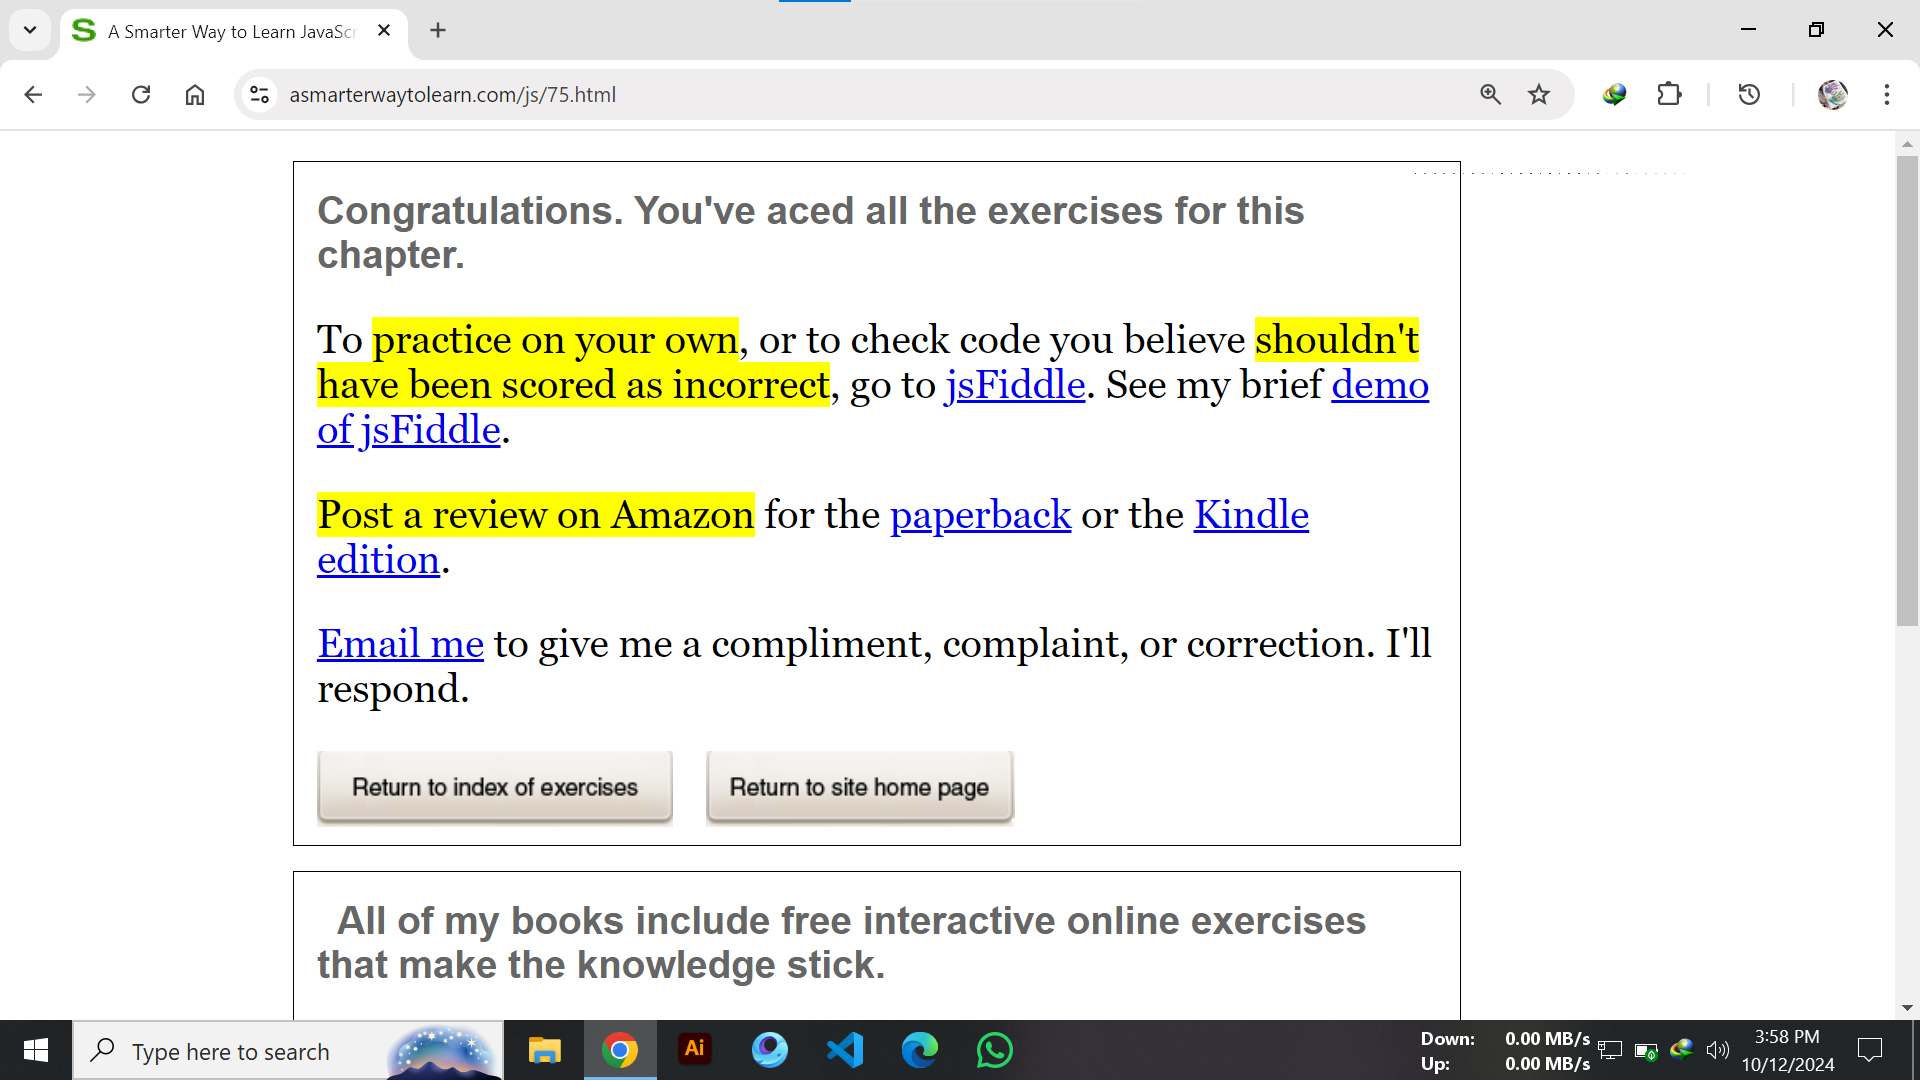 A Smarter Way to Learn JavaScr
asmarterwaytolearn.com/js/75.html
Congratulations. You've aced all the exercises for this
chapter.
To practice on your own, or to check code you believe shouldn't
have been scored as incorrect, go to jsFiddle. See my brief demo
of jsFiddle.
Post a review on Amazon for the paperback or the Kindle
edition.
Email me to give me a compliment, complaint, or correction. I'll
respond.
Return to index of exercises Return to site home page
All of my books include free interactive online exercises
that make the knowledge stick.
Type here to search
Ai
Down: 0.00 MB/s
Up: 0.00 MB/s
3:58 PM
10/12/2024